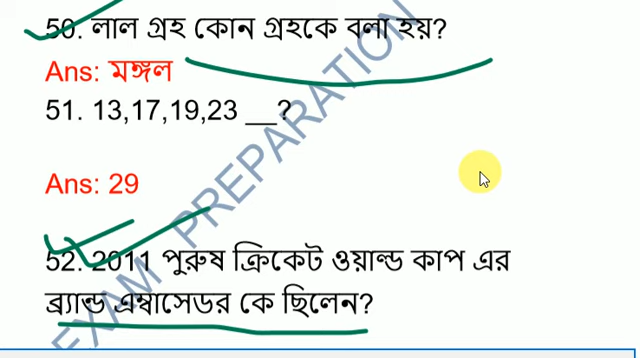 50. লাল গ্রহ কোন গ্রহকে বলা হয়?
Ans: মঙ্গল
51. 13,17,19,23 __?
Ans: 29
52. 2011 পুরুষ ক্রিকেট ওয়াল্ড কাপ এর
ব্র্যান্ড এম্বাসেডর কে ছিলেন?
EXAM PREPARATION